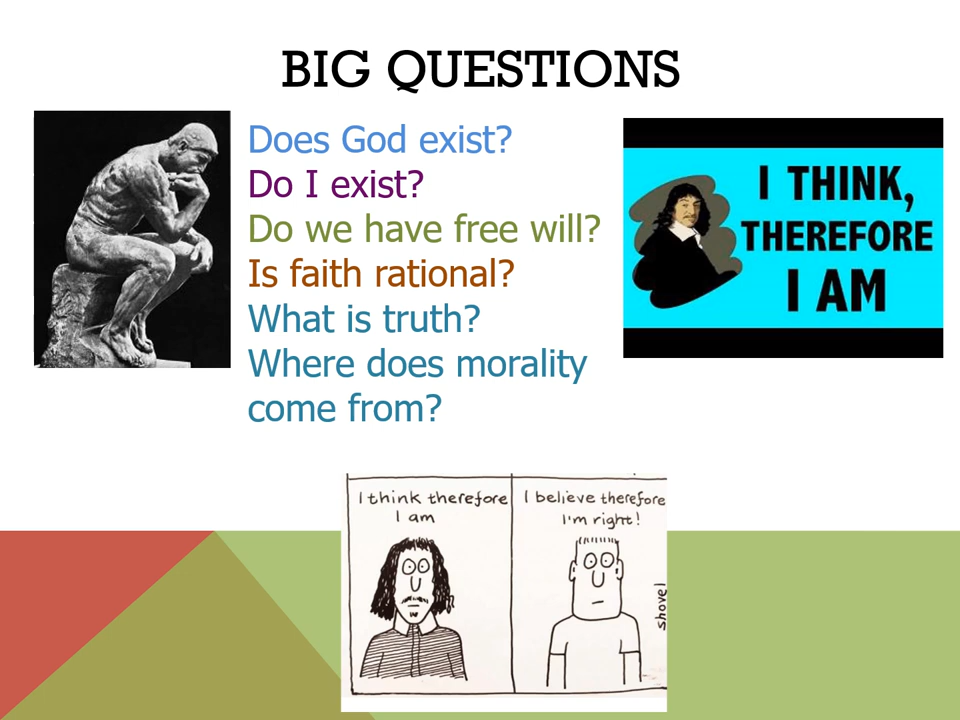 BIG QUESTIONS
Does God exist?
Do I exist?
Do we have free will?
Is faith rational?
What is truth?
Where does morality
come from?
I THINK,
THEREFORE
I AM
I think therefore
I am
I believe therefore
I'm right!
shovel